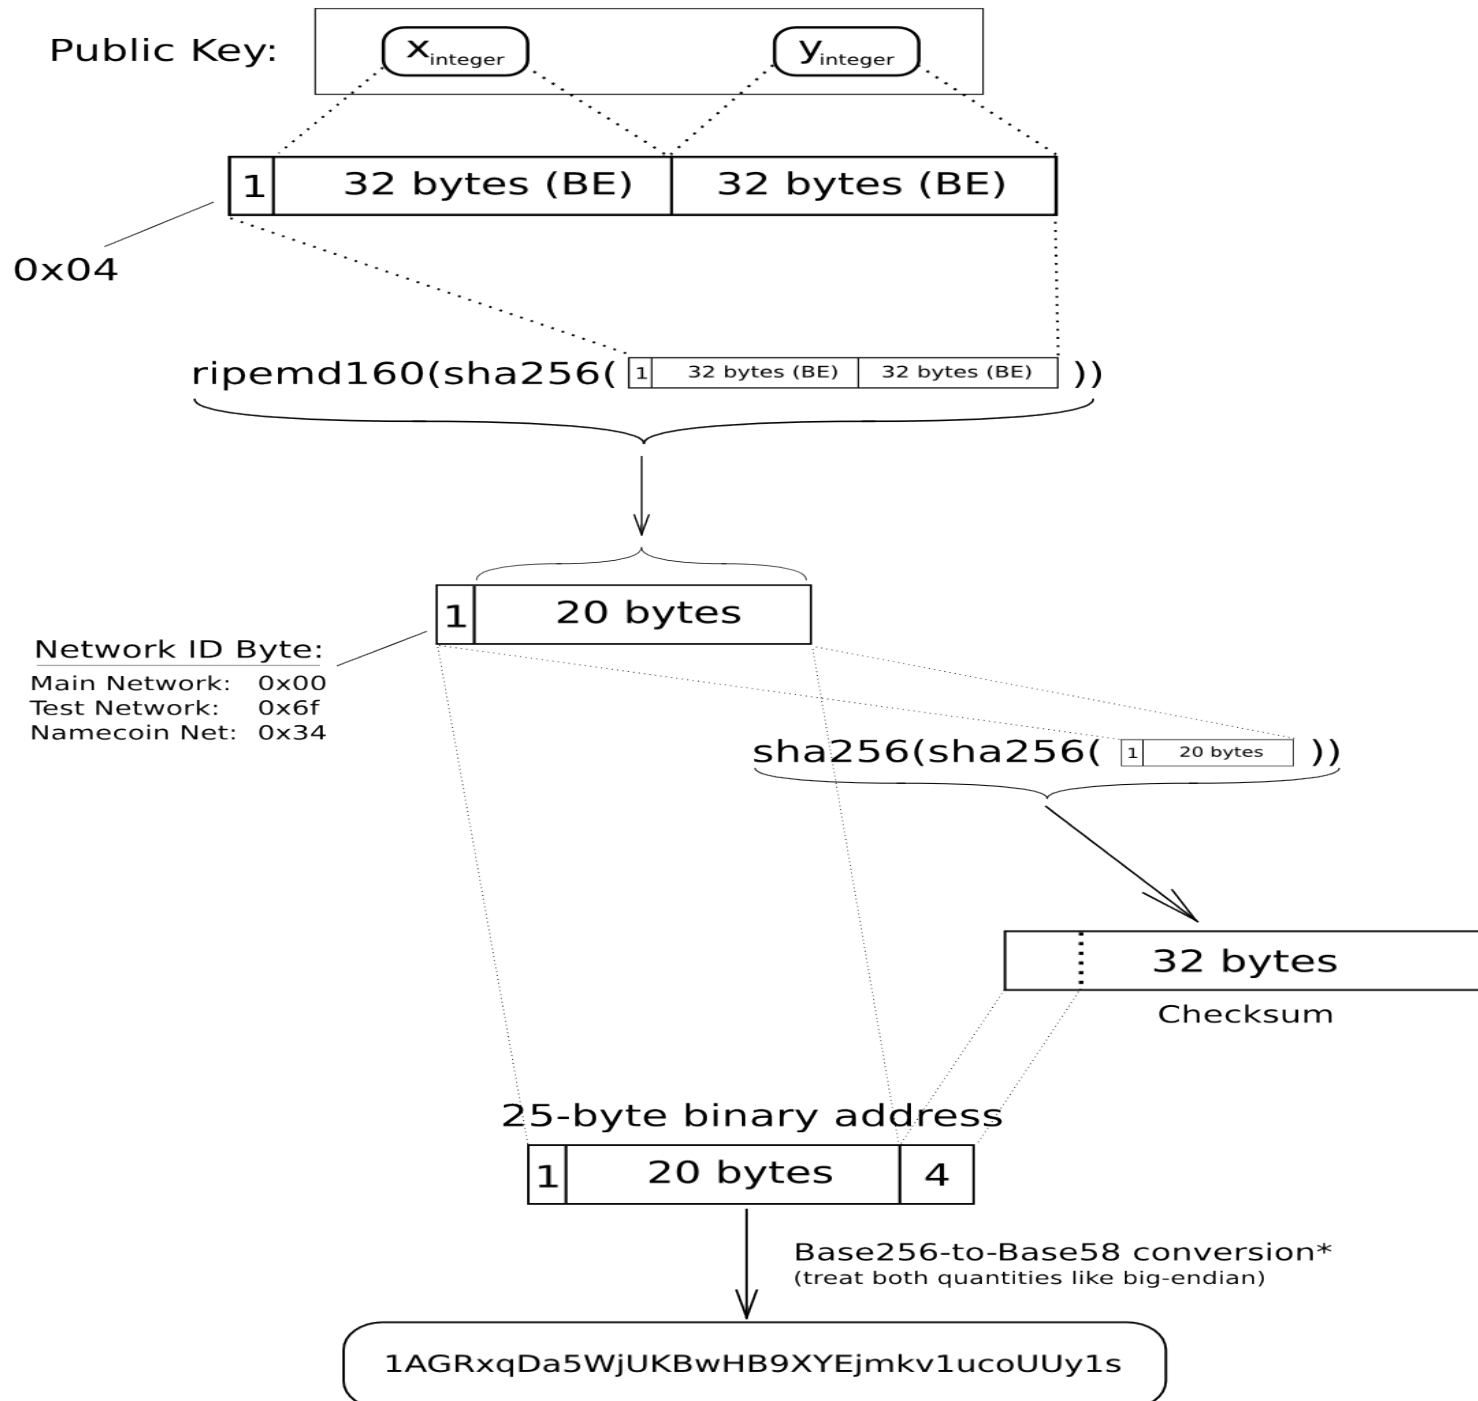 Public Key:
x integer
y integer
1 32 bytes (BE) 32 bytes (BE)
0x04
ripemd160(sha256( 1 32 bytes (BE) 32 bytes (BE) ))
1 20 bytes
Network ID Byte:
Main Network: 0x00
Test Network: 0x6f
Namecoin Net: 0x34
sha256(sha256( 1 20 bytes ))
32 bytes
Checksum
25-byte binary address
1 20 bytes 4
Base256-to-Base58 conversion*
(treat both quantities like big-endian)
1AGRxqDa5WjUKBwHB9XYEjmkv1ucoUUy1s